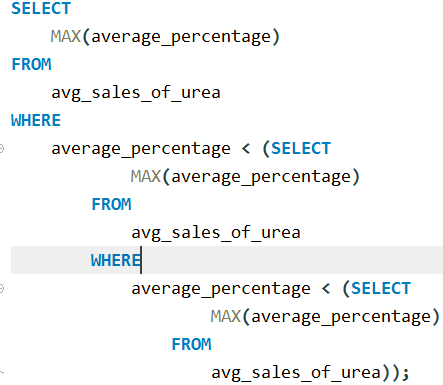 SELECT
MAX(average_percentage)
FROM
avg_sales_of_urea
WHERE
average_percentage < (SELECT
MAX(average_percentage)
FROM
avg_sales_of_urea
WHERE
average_percentage < (SELECT
MAX(average_percentage)
FROM
avg_sales_of_urea));